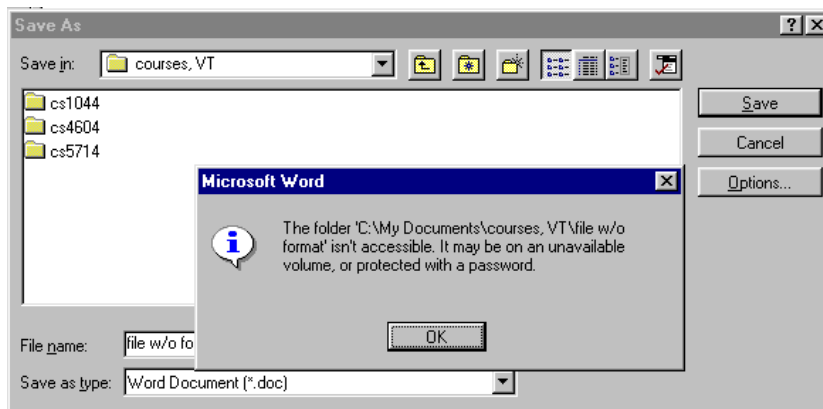 Save As
Save in: courses, VT
cs1044
cs4604
cs5714
Save
Cancel
Options...
Microsoft Word
The folder 'C:\My Documents\courses, VT\file w/o
format' isn't accessible. It may be on an unavailable
volume, or protected with a password.
OK
File name: file w/o fo
Save as type: Word Document (*.doc)